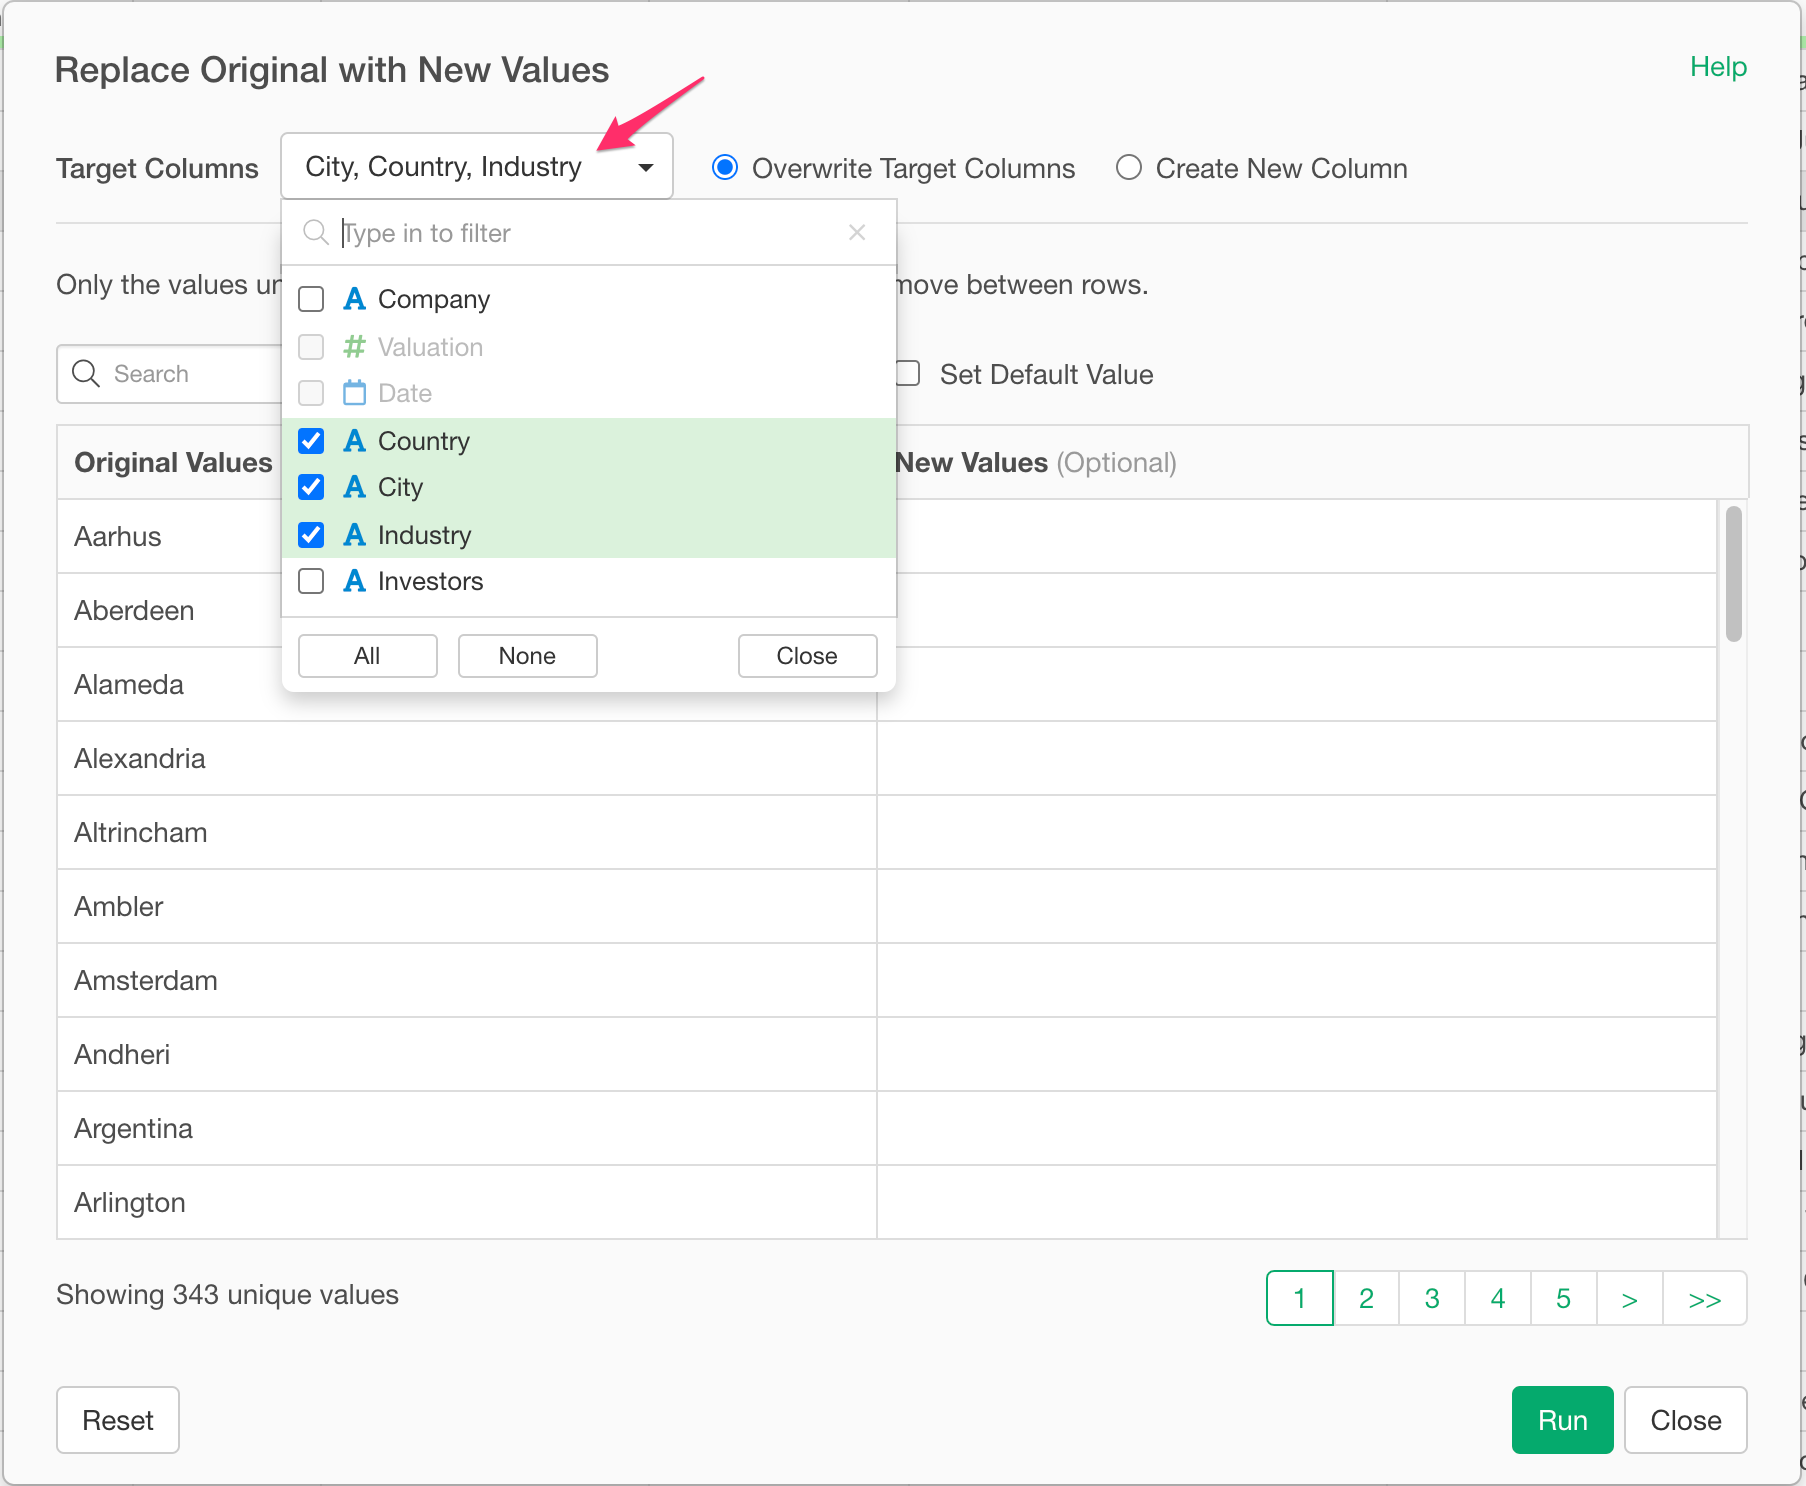 Replace Original with New Values
Help
Target Columns City, Country, Industry Overwrite Target Columns Create New Column
Type in to filter
Only the values move between rows.
Company
Valuation
Date
Country
City
Industry
Investors
All None Close
Search
Set Default Value
Original Values New Values (Optional)
Aarhus
Aberdeen
Alameda
Alexandria
Altrincham
Ambler
Amsterdam
Andheri
Argentina
Arlington
Showing 343 unique values
1 2 3 4 5 > >>
Reset Run Close